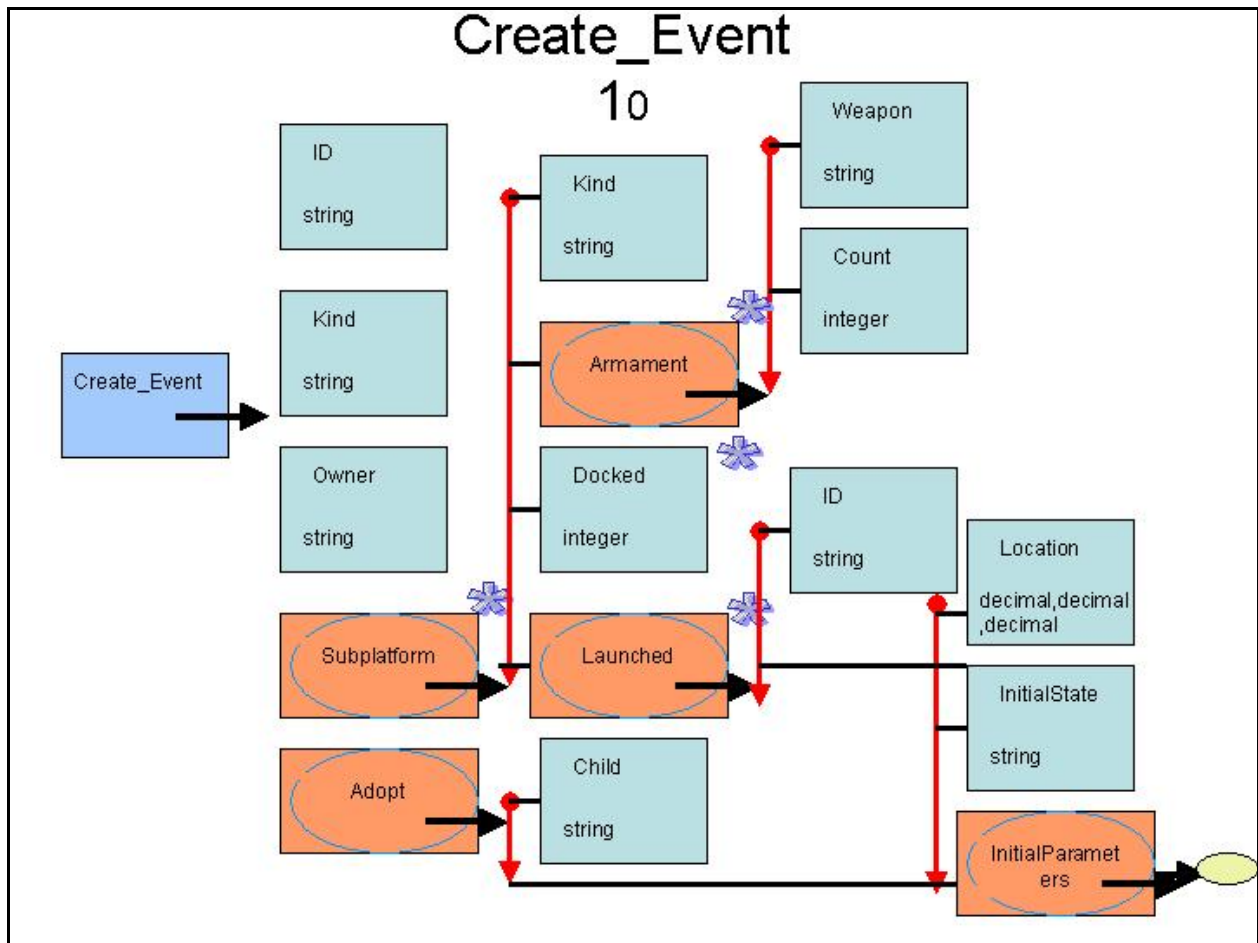 Create_Event
10
ID
string
Kind
string
Weapon
string
Kind
string
Count
integer
Create_Event
Armament
Owner
string
Docked
integer
ID
string
Location
decimal,decimal
,decimal
Subplatform
Launched
InitialState
string
Adopt
Child
string
InitialParamet
ers